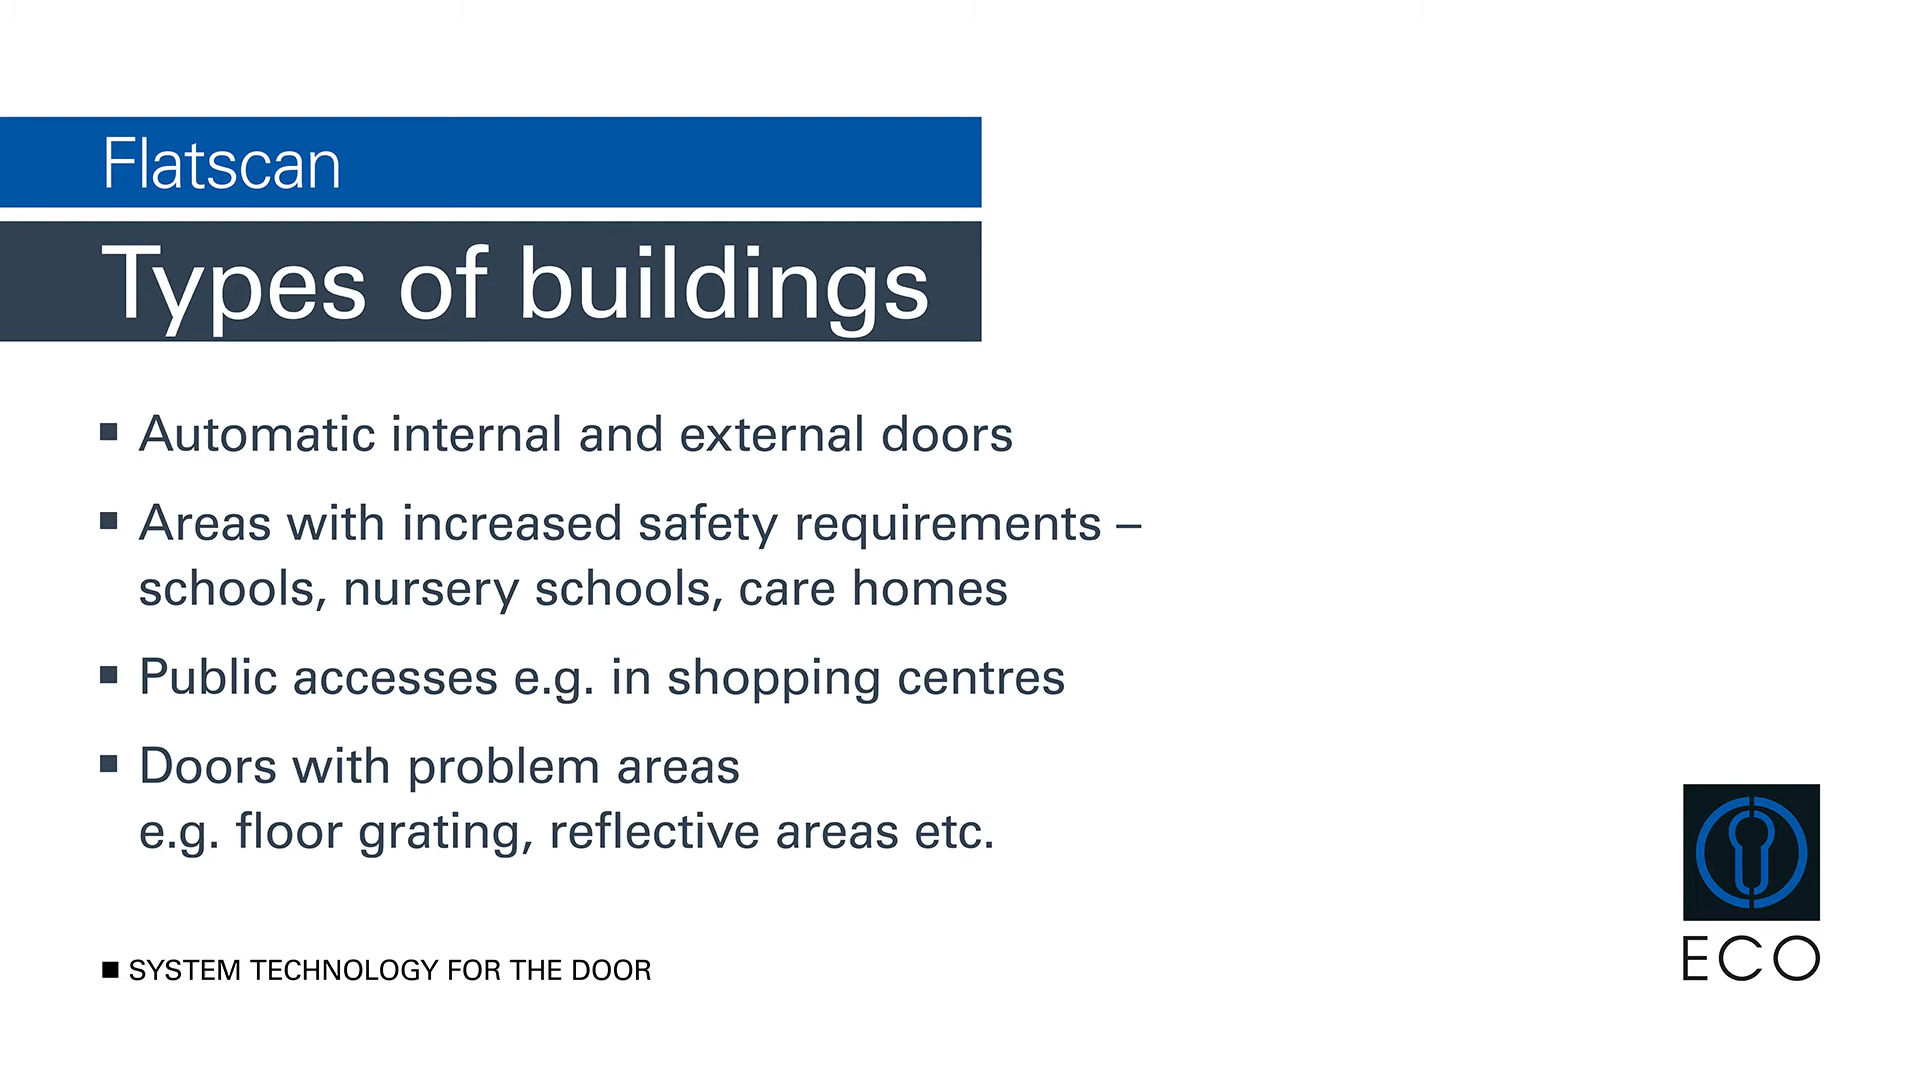 Flatscan
Types of buildings
▪ Automatic internal and external doors
▪ Areas with increased safety requirements –
schools, nursery schools, care homes
▪ Public accesses e.g. in shopping centres
▪ Doors with problem areas
e.g. floor grating, reflective areas etc.
■ SYSTEM TECHNOLOGY FOR THE DOOR
ECO